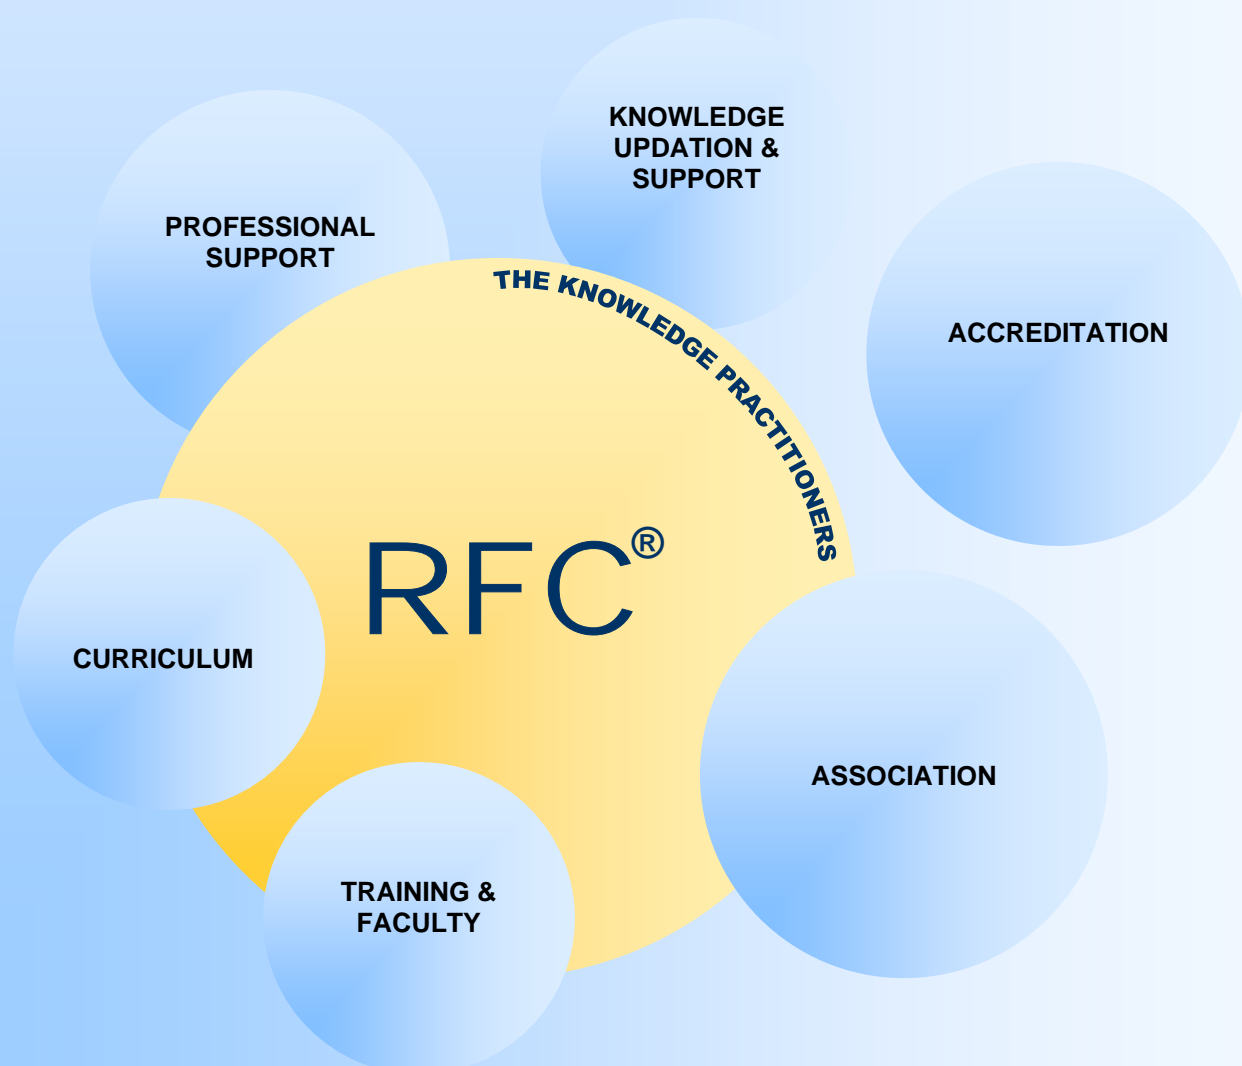 KNOWLEDGE
UPDATION &
SUPPORT
PROFESSIONAL
SUPPORT
THE KNOWLEDGE PRACTITIONERS
ACCREDITATION
RFC®
CURRICULUM
ASSOCIATION
TRAINING &
FACULTY